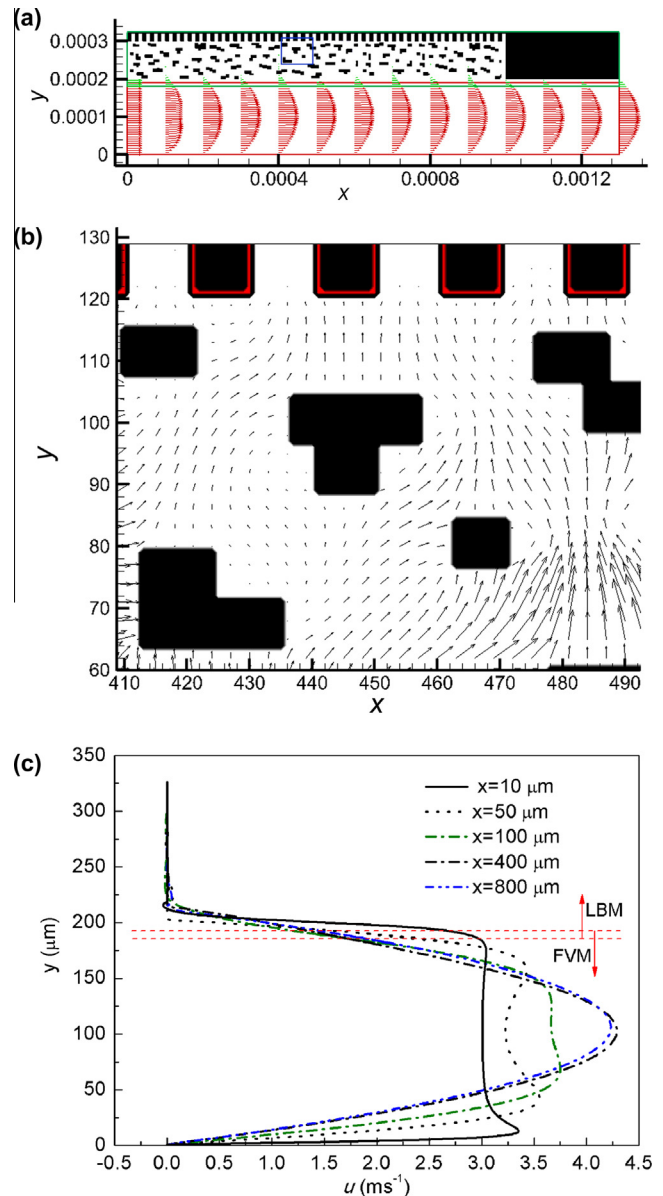 (a)
0.0003
0.0002
0.0001
0
y
0 0.0004 0.0008 0.0012
x
(b)
130
120
110
100
90
80
70
60
y
410 420 430 440 450 460 470 480 490
x
(c)
350
300
250
200
150
100
50
0
y (μm)
x=10 μm
x=50 μm
x=100 μm
x=400 μm
x=800 μm
LBM
FVM
-0.5 0.0 0.5 1.0 1.5 2.0 2.5 3.0 3.5 4.0 4.5
u (ms⁻¹)